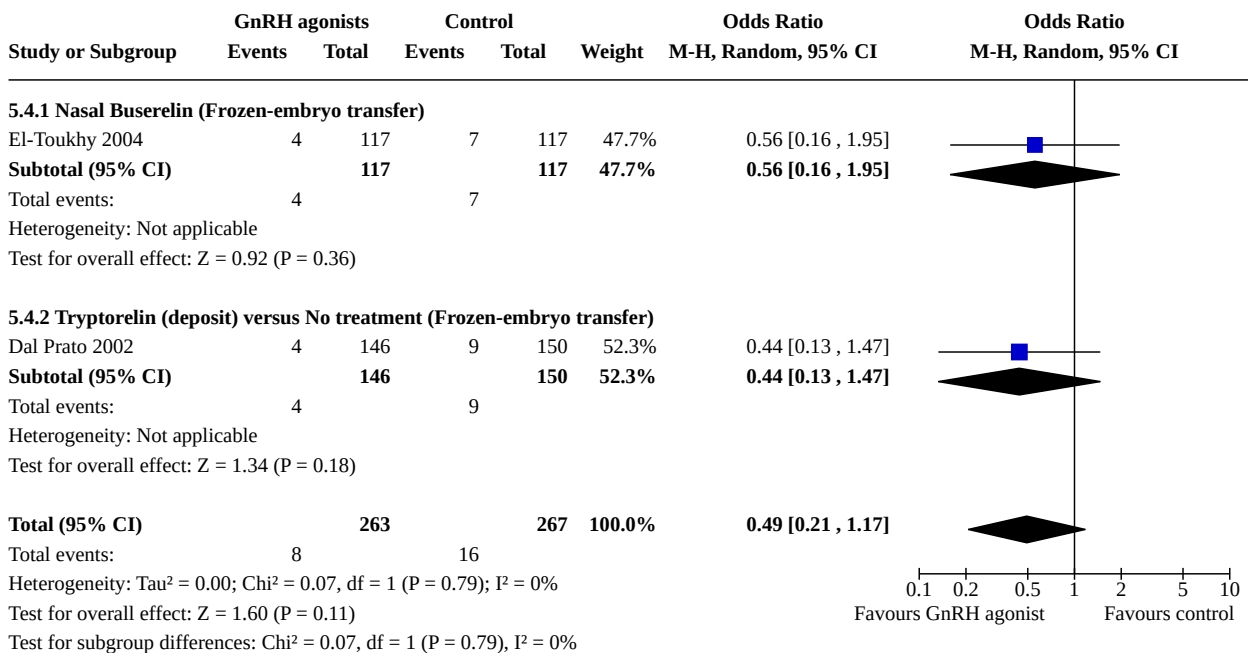 GnRH agonists Control Odds Ratio Odds Ratio
Study or Subgroup Events Total Events Total Weight M-H, Random, 95% CI M-H, Random, 95% CI
5.4.1 Nasal Buserelin (Frozen-embryo transfer)
El-Toukhy 2004 4 117 7 117 47.7% 0.56 [0.16 , 1.95]
Subtotal (95% CI) 117 117 47.7% 0.56 [0.16 , 1.95]
Total events: 4 7
Heterogeneity: Not applicable
Test for overall effect: Z = 0.92 (P = 0.36)
5.4.2 Tryptorelin (deposit) versus No treatment (Frozen-embryo transfer)
Dal Prato 2002 4 146 9 150 52.3% 0.44 [0.13 , 1.47]
Subtotal (95% CI) 146 150 52.3% 0.44 [0.13 , 1.47]
Total events: 4 9
Heterogeneity: Not applicable
Test for overall effect: Z = 1.34 (P = 0.18)
Total (95% CI) 263 267 100.0% 0.49 [0.21 , 1.17]
Total events: 8 16
Heterogeneity: Tau² = 0.00; Chi² = 0.07, df = 1 (P = 0.79); I² = 0%
0.1 0.2 0.5 1 2 5 10
Test for overall effect: Z = 1.60 (P = 0.11)
Favours GnRH agonist Favours control
Test for subgroup differences: Chi² = 0.07, df = 1 (P = 0.79), I² = 0%